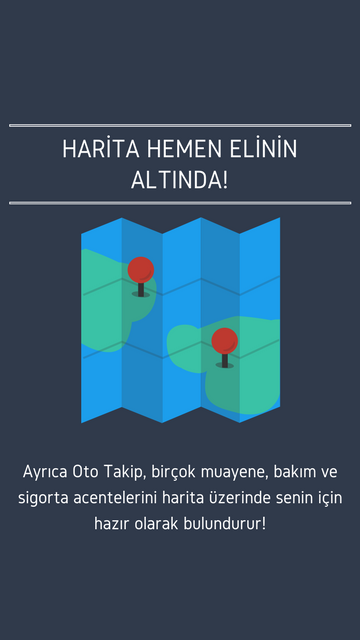 HARİTA HEMEN ELİNİN
ALTINDA!
Ayrıca Oto Takip, birçok muayene, bakım ve
sigorta acentelerini harita üzerinde senin için
hazır olarak bulundurur!